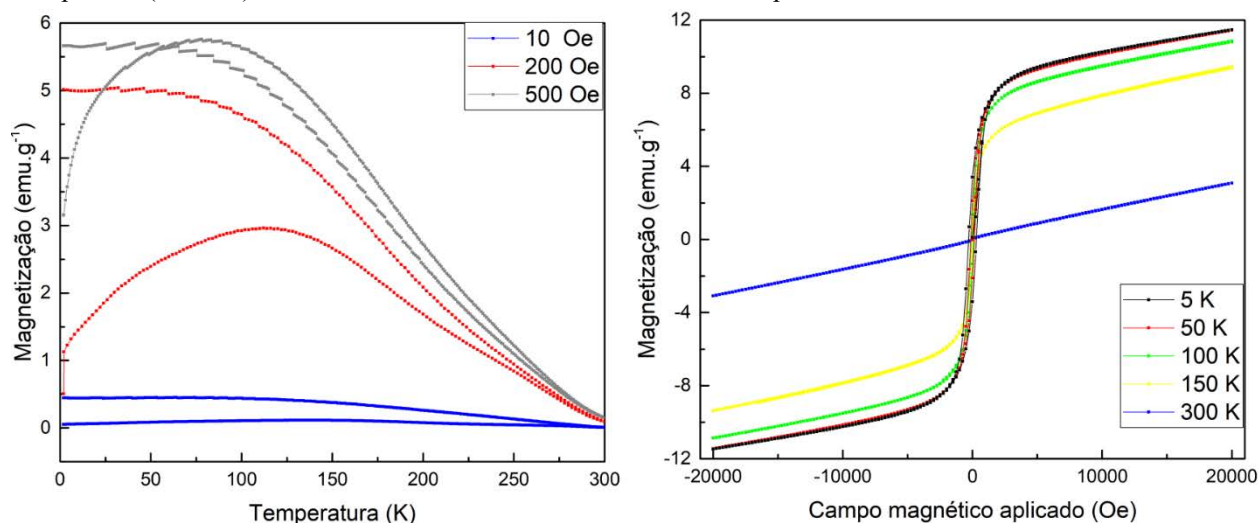 6
5
4
3
2
1
0
Magnetização (emu.g⁻¹)
10 Oe
200 Oe
500 Oe
0 50 100 150 200 250 300
Temperatura (K)
12
8
4
0
-4
-8
-12
Magnetização (emu.g⁻¹)
5 K
50 K
100 K
150 K
300 K
-20000 -10000 0 10000 20000
Campo magnético aplicado (Oe)